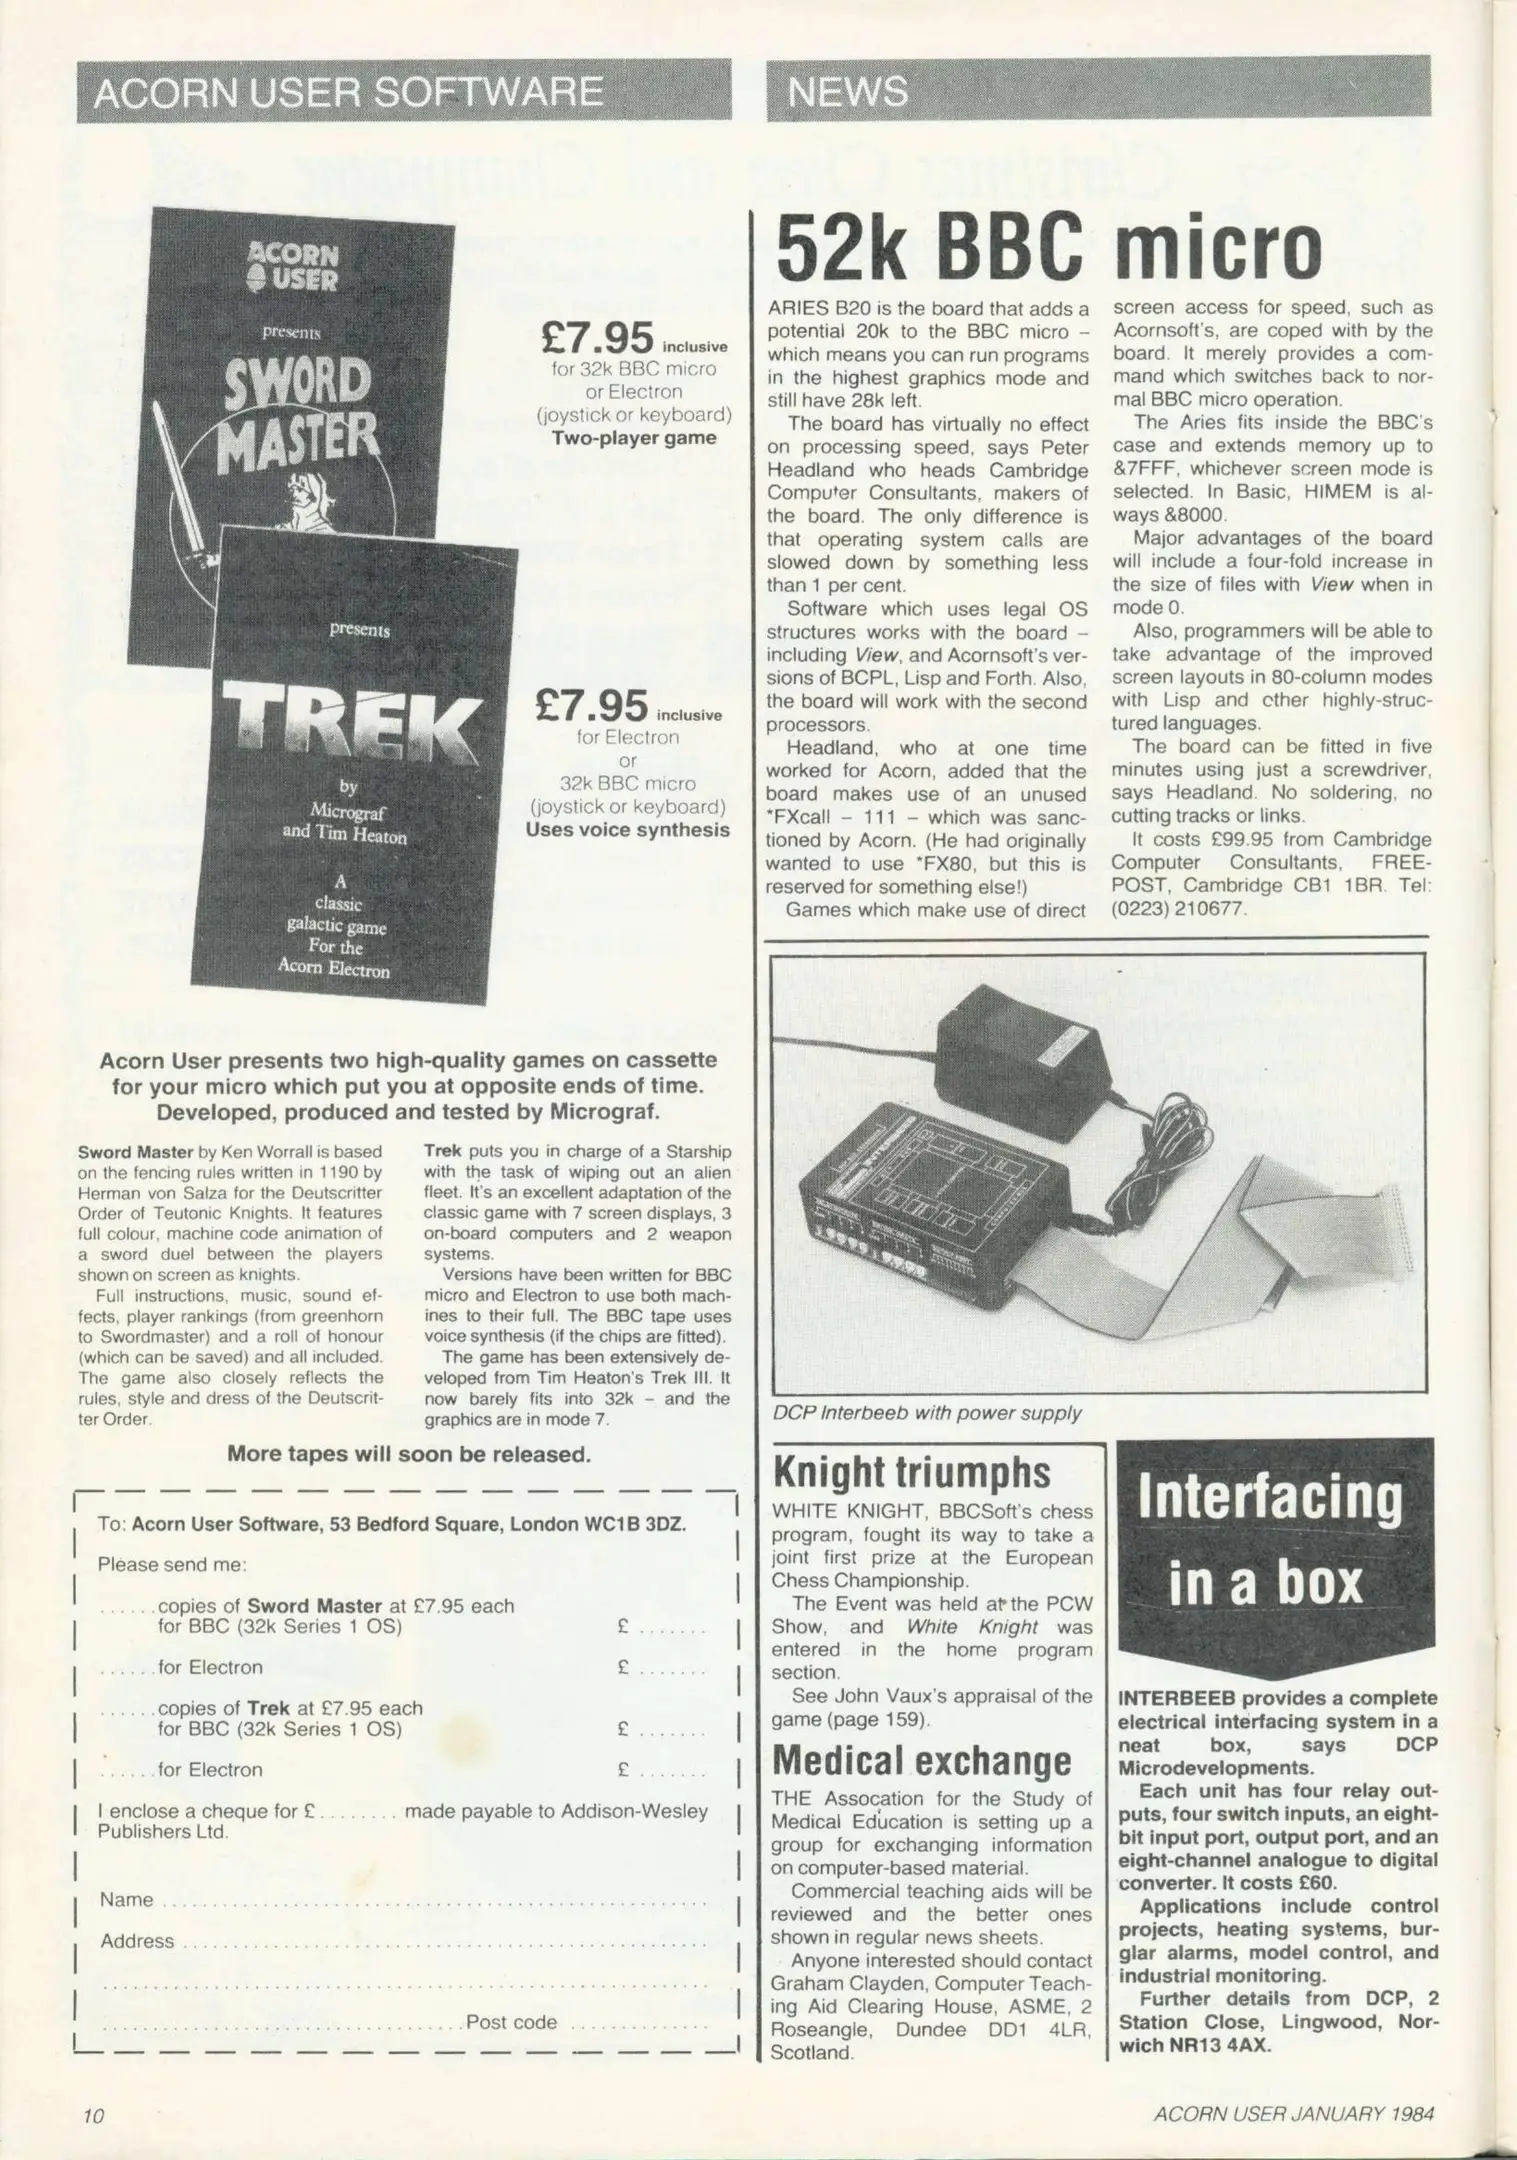 ACORN USER SOFTWARE
ACORN
USER
presents
SWORD
MASTER
£7.95 inclusive
for 32k BBC micro
or Electron
(joystick or keyboard)
Two-player game
presents
TREK
by
Micrograf
and Tim Heaton
A
classic
galactic game
For the
Acorn Electron
£7.95 inclusive
for Electron
or
32k BBC micro
(joystick or keyboard)
Uses voice synthesis
Acorn User presents two high-quality games on cassette
for your micro which put you at opposite ends of time.
Developed, produced and tested by Micrograf.
Sword Master by Ken Worrall is based
on the fencing rules written in 1190 by
Herman von Salza for the Deutscritter
Order of Teutonic Knights. It features
full colour, machine code animation of
a sword duel between the players
shown on screen as knights.
Full instructions, music, sound ef-
fects, player rankings (from greenhorn
to Swordmaster) and a roll of honour
(which can be saved) and all included.
The game also closely reflects the
rules, style and dress of the Deutscrit-
ter Order.
Trek puts you in charge of a Starship
with the task of wiping out an alien
fleet. It's an excellent adaptation of the
classic game with 7 screen displays, 3
on-board computers and 2 weapon
systems.
Versions have been written for BBC
micro and Electron to use both mach-
ines to their full. The BBC tape uses
voice synthesis (if the chips are fitted).
The game has been extensively de-
veloped from Tim Heaton's Trek III. It
now barely fits into 32k – and the
graphics are in mode 7.
More tapes will soon be released.
To: Acorn User Software, 53 Bedford Square, London WC1B 3DZ.
Please send me:
......copies of Sword Master at £7.95 each
for BBC (32k Series 1 OS) £ .......
......for Electron £ .......
......copies of Trek at £7.95 each
for BBC (32k Series 1 OS) £ .......
......for Electron £ .......
I enclose a cheque for £........ made payable to Addison-Wesley
Publishers Ltd.
Name
Address
Post code
10
NEWS
52k BBC micro
ARIES B20 is the board that adds a
potential 20k to the BBC micro –
which means you can run programs
in the highest graphics mode and
still have 28k left.
The board has virtually no effect
on processing speed, says Peter
Headland who heads Cambridge
Computer Consultants, makers of
the board. The only difference is
that operating system calls are
slowed down by something less
than 1 per cent.
Software which uses legal OS
structures works with the board –
including View, and Acornsoft's ver-
sions of BCPL, Lisp and Forth. Also,
the board will work with the second
processors.
Headland, who at one time
worked for Acorn, added that the
board makes use of an unused
*FXcall – 111 – which was sanc-
tioned by Acorn. (He had originally
wanted to use *FX80, but this is
reserved for something else!)
Games which make use of direct
screen access for speed, such as
Acornsoft's, are coped with by the
board. It merely provides a com-
mand which switches back to nor-
mal BBC micro operation.
The Aries fits inside the BBC's
case and extends memory up to
&7FFF, whichever screen mode is
selected. In Basic, HIMEM is al-
ways &8000.
Major advantages of the board
will include a four-fold increase in
the size of files with View when in
mode 0.
Also, programmers will be able to
take advantage of the improved
screen layouts in 80-column modes
with Lisp and other highly-struc-
tured languages.
The board can be fitted in five
minutes using just a screwdriver,
says Headland. No soldering, no
cutting tracks or links.
It costs £99.95 from Cambridge
Computer Consultants, FREE-
POST, Cambridge CB1 1BR. Tel:
(0223) 210677.
DCP Interbeeb with power supply
Knight triumphs
WHITE KNIGHT, BBCSoft's chess
program, fought its way to take a
joint first prize at the European
Chess Championship.
The Event was held at the PCW
Show, and White Knight was
entered in the home program
section.
See John Vaux's appraisal of the
game (page 159).
Medical exchange
THE Assocation for the Study of
Medical Education is setting up a
group for exchanging information
on computer-based material.
Commercial teaching aids will be
reviewed and the better ones
shown in regular news sheets.
Anyone interested should contact
Graham Clayden, Computer Teach-
ing Aid Clearing House, ASME, 2
Roseangle, Dundee DD1 4LR,
Scotland.
Interfacing
in a box
INTERBEEB provides a complete
electrical interfacing system in a
neat box, says DCP
Microdevelopments.
Each unit has four relay out-
puts, four switch inputs, an eight-
bit input port, output port, and an
eight-channel analogue to digital
converter. It costs £60.
Applications include control
projects, heating systems, bur-
glar alarms, model control, and
industrial monitoring.
Further details from DCP, 2
Station Close, Lingwood, Nor-
wich NR13 4AX.
ACORN USER JANUARY 1984